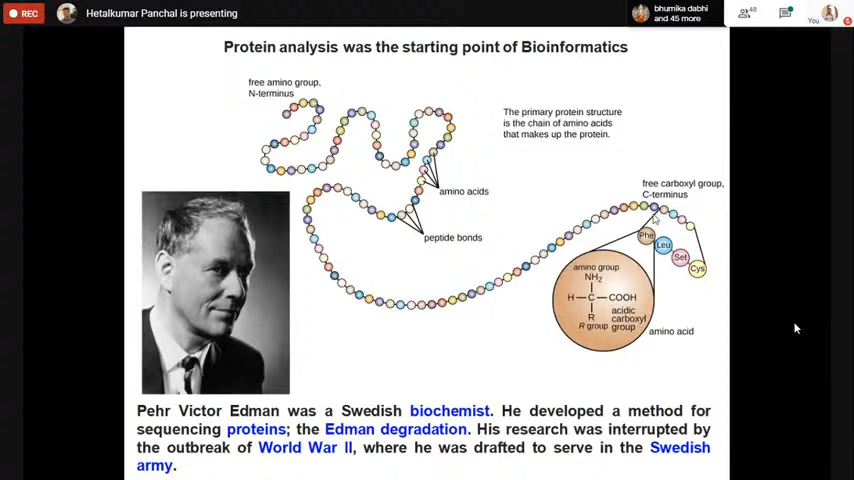 REC
Hetalkumar Panchal is presenting
bhumika dabhi
and 45 more
48
You
Protein analysis was the starting point of Bioinformatics
free amino group,
N-terminus
The primary protein structure
is the chain of amino acids
that makes up the protein.
amino acids
peptide bonds
free carboxyl group,
C-terminus
Phe
Leu
Set
Cys
amino group
NH2
H—C—COOH
R
R group
acidic
carboxyl
group
amino acid
Pehr Victor Edman was a Swedish biochemist. He developed a method for
sequencing proteins; the Edman degradation. His research was interrupted by
the outbreak of World War II, where he was drafted to serve in the Swedish
army.